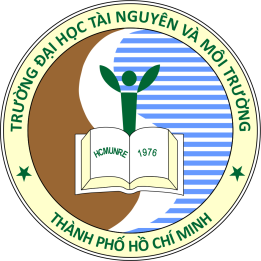 TRƯỜNG ĐẠI HỌC TÀI NGUYÊN VÀ MÔI TRƯỜNG
HCMUNRE 1976
THÀNH PHỐ HỒ CHÍ MINH